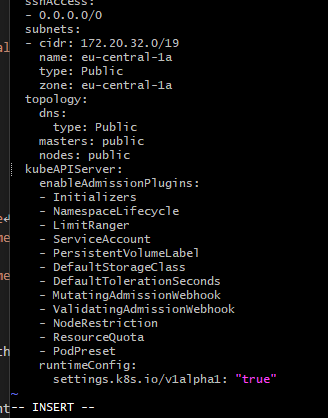 sshAccess:
- 0.0.0.0/0
subnets:
- cidr: 172.20.32.0/19
name: eu-central-1a
type: Public
zone: eu-central-1a
topology:
dns:
type: Public
masters: public
nodes: public
kubeAPIServer:
enableAdmissionPlugins:
- Initializers
- NamespaceLifecycle
- LimitRanger
- ServiceAccount
- PersistentVolumeLabel
- DefaultStorageClass
- DefaultTolerationSeconds
- MutatingAdmissionWebhook
- ValidatingAdmissionWebhook
- NodeRestriction
- ResourceQuota
- PodPreset
runtimeConfig:
settings.k8s.io/v1alpha1: "true"
~
-- INSERT --